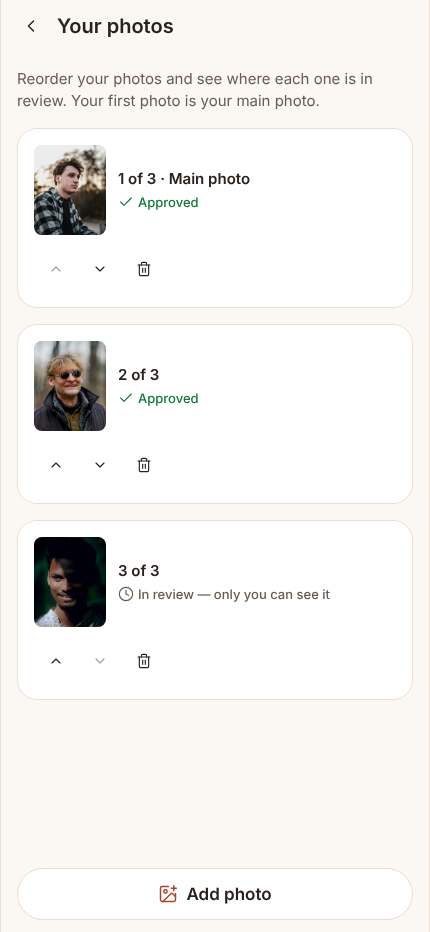 Your photos
Reorder your photos and see where each one is in
review. Your first photo is your main photo.
1 of 3 · Main photo
Approved
2 of 3
Approved
3 of 3
In review — only you can see it
Add photo